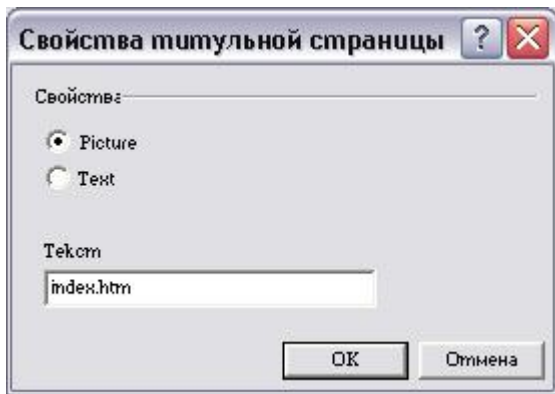 Свойства титульной страницы
Свойства
Picture
Text
Текст
index.htm
OK
Отмена